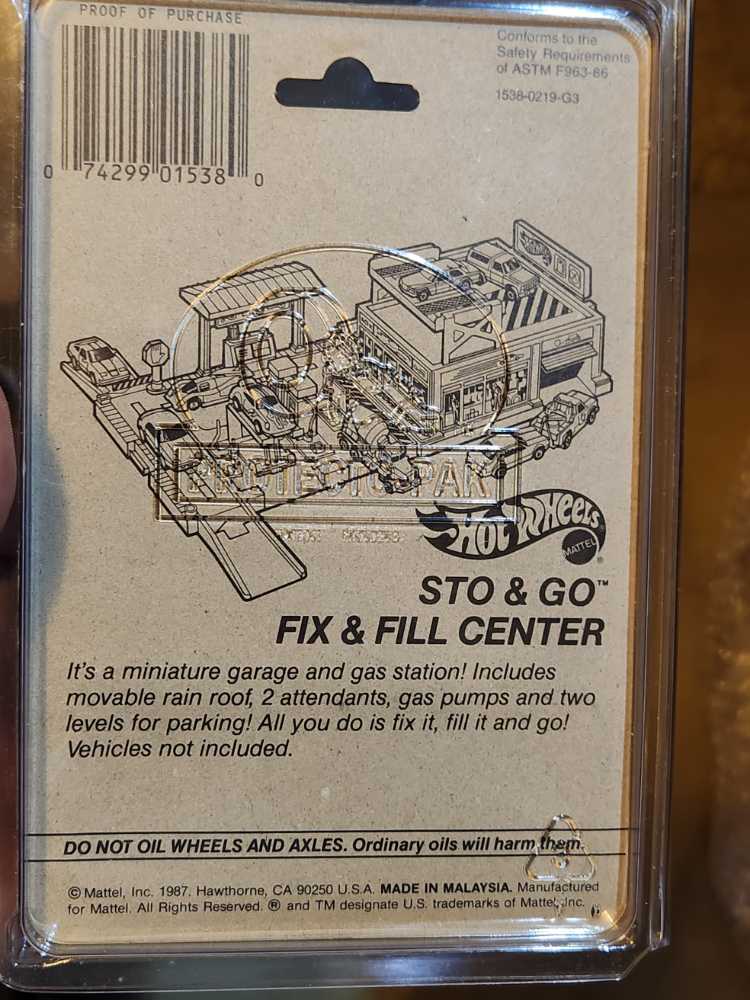 PROOF OF PURCHASE
0 74299 01538 0
Conforms to the
Safety Requirements
of ASTM F963-86
1538-0219-G3
PROTECTO PAK
Hot Wheels
MATTEL
STO & GO™
FIX & FILL CENTER
It's a miniature garage and gas station! Includes
movable rain roof, 2 attendants, gas pumps and two
levels for parking! All you do is fix it, fill it and go!
Vehicles not included.
DO NOT OIL WHEELS AND AXLES. Ordinary oils will harm them.
© Mattel, Inc. 1987. Hawthorne, CA 90250 U.S.A. MADE IN MALAYSIA. Manufactured
for Mattel. All Rights Reserved. ® and TM designate U.S. trademarks of Mattel, Inc.